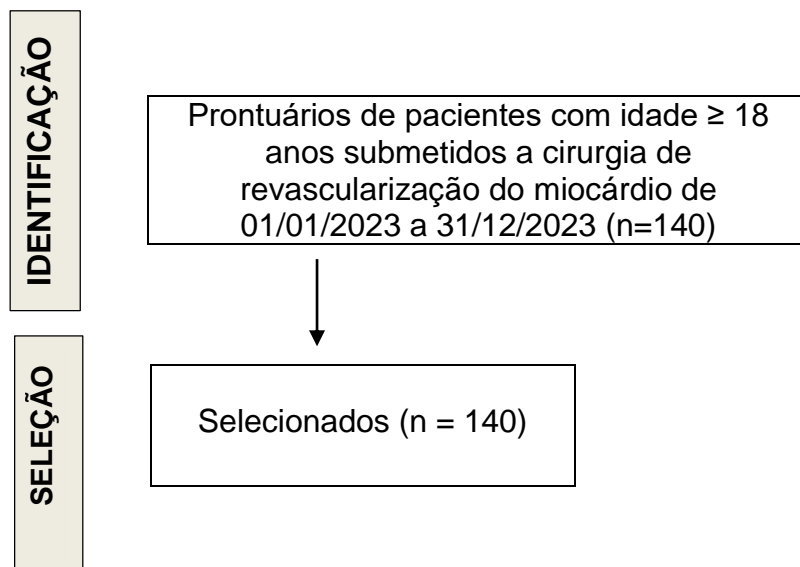 IDENTIFICAÇÃO
Prontuários de pacientes com idade ≥ 18
anos submetidos a cirurgia de
revascularização do miocárdio de
01/01/2023 a 31/12/2023 (n=140)
SELEÇÃO
Selecionados (n = 140)